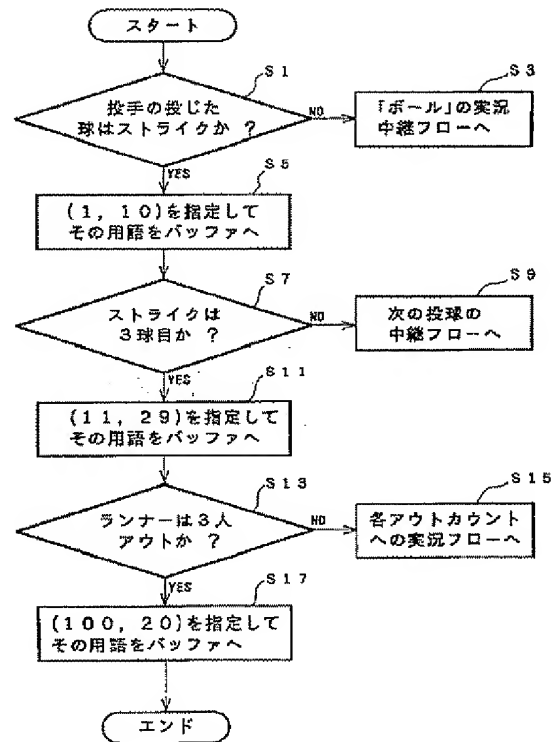 スタート
S1
投手の投じた
球はストライクか ?
NO
S3
「ボール」の実況
中継フローへ
YES
S5
(1, 10)を指定して
その用語をバッファへ
S7
ストライクは
3球目か ?
NO
S9
次の投球の
中継フローへ
YES
S11
(11, 29)を指定して
その用語をバッファへ
S13
ランナーは3人
アウトか ?
NO
S15
各アウトカウント
への実況フローへ
YES
S17
(100, 20)を指定して
その用語をバッファへ
エンド